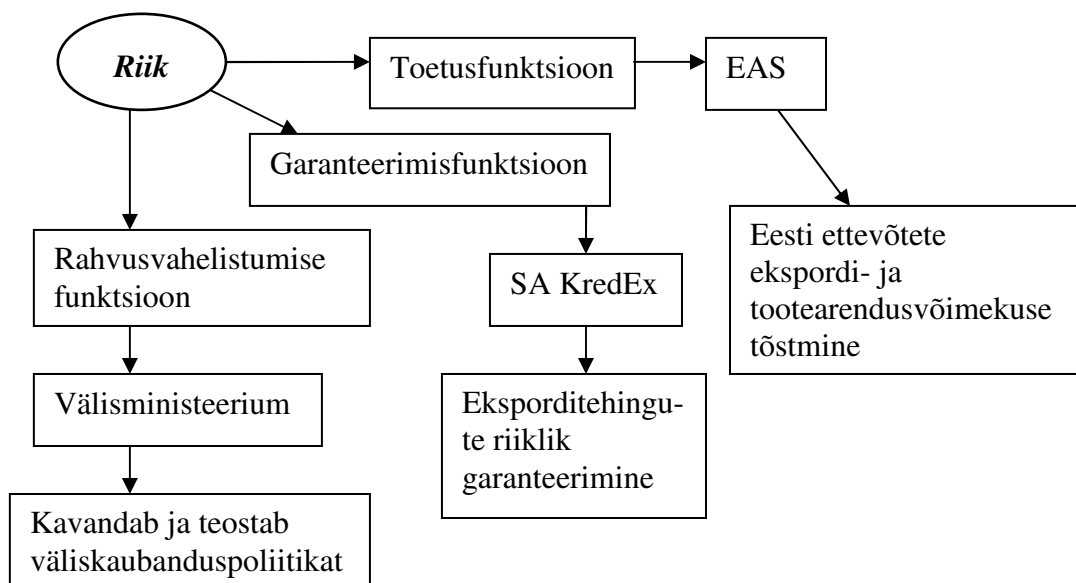 Riik
Toetusfunktsioon
EAS
Garanteerimisfunktsioon
Rahvusvahelistumise
funktsioon
SA KredEx
Eesti ettevõtete
ekspordi- ja
tootearendusvõimekuse
tõstmine
Välisministeerium
Eksporditehingu-
te riiklik
garanteerimine
Kavandab ja teostab
väliskaubanduspoliitikat